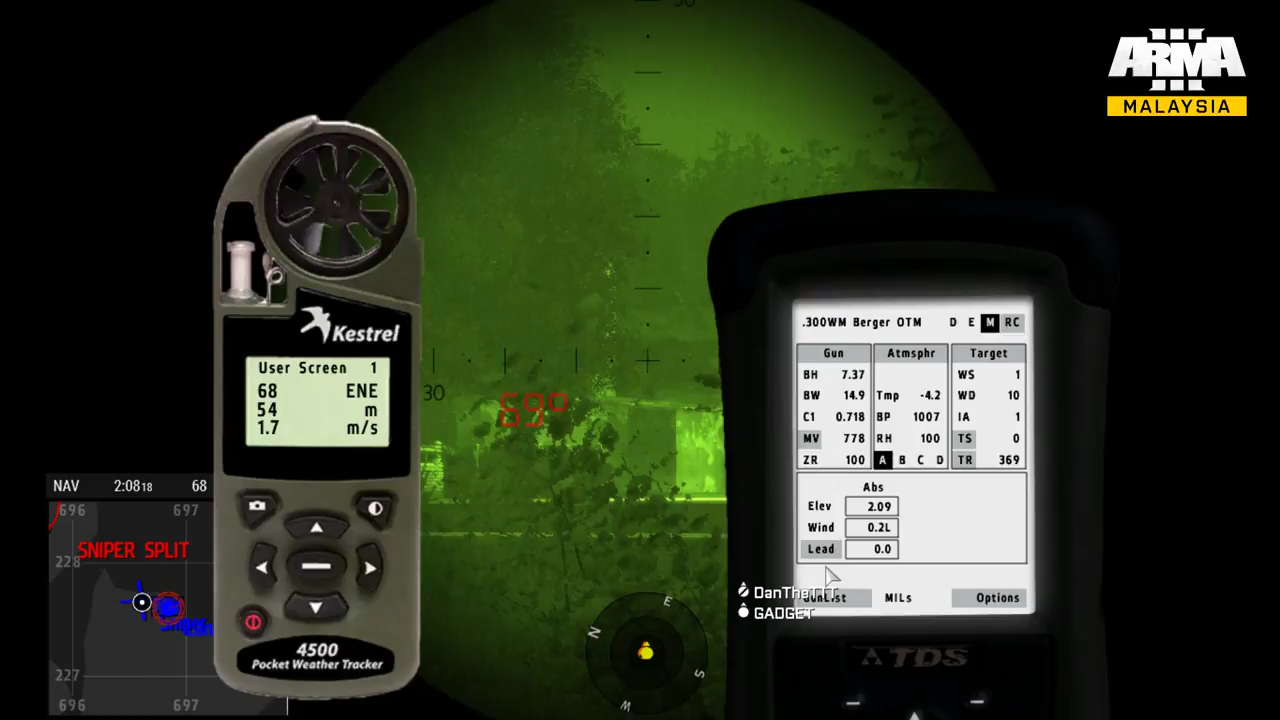 50
ARMA
III
MALAYSIA
Kestrel
User Screen 1
68 ENE
54 m
1.7 m/s
4500
Pocket Weather Tracker
30
69°
NAV 2:08 18 68
696 697
SNIPER SPLIT
228
227
696 697
N E S W
.300WM Berger OTM D E M RC
Gun Atmsphr Target
BH 7.37 WS 1
BW 14.9 Tmp -4.2 WD 10
C1 0.718 BP 1007 IA 1
MV 778 RH 100 TS 0
ZR 100 A B C D TR 369
Abs
Elev 2.09
Wind 0.2L
Lead 0.0
DanTheTTT
GADGET
MILs Options
TDS